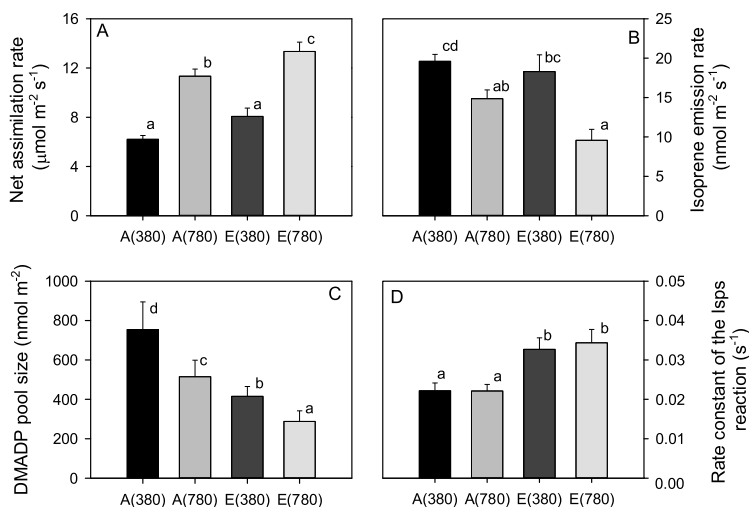 Net assimilation rate
(μmol m⁻² s⁻¹)
16
12
8
4
0
A
a
b
a
c
A(380) A(780) E(380) E(780)
B
cd
ab
bc
a
25
20
15
10
5
0
Isoprene emission rate
(nmol m⁻² s⁻¹)
A(380) A(780) E(380) E(780)
DMADP pool size (nmol m⁻²)
1000
800
600
400
200
0
C
d
c
b
a
A(380) A(780) E(380) E(780)
D
a
a
b
b
0.05
0.04
0.03
0.02
0.01
0.00
Rate constant of the Isps
reaction (s⁻¹)
A(380) A(780) E(380) E(780)